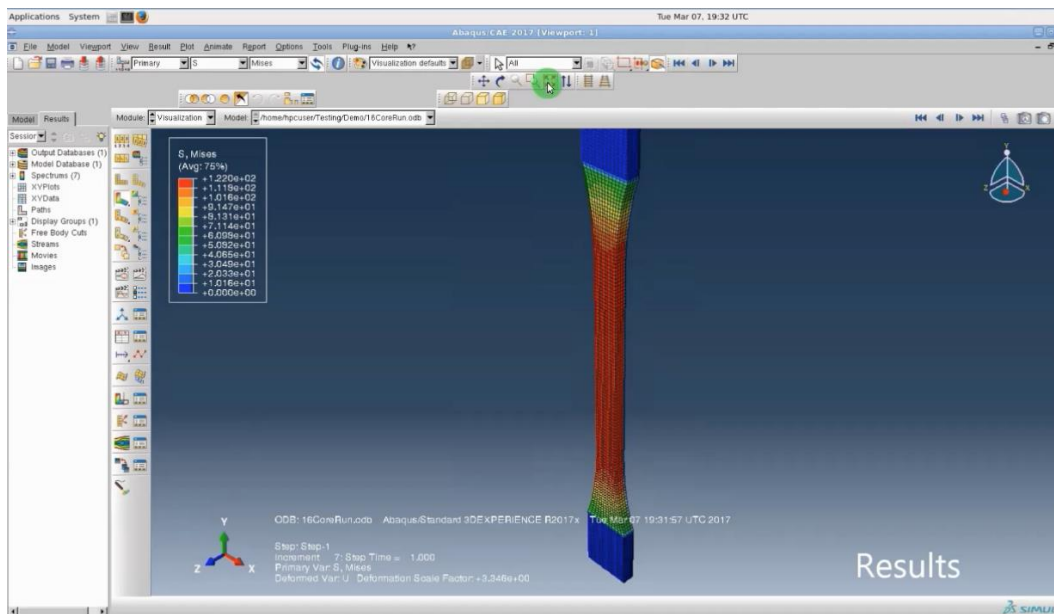 Applications System Tue Mar 07, 19:32 UTC
Abaqus/CAE 2017 [Viewport: 1]
File Model Viewport View Result Plot Animate Report Options Tools Plug-ins Help
Primary S Mises Visualization defaults All
Model Results Module: Visualization Model: /home/hpcuser/Testing/Demo/16CoreRun.odb
Session
Output Databases (1)
Model Database (1)
Spectrums (7)
XYPlots
XYData
Paths
Display Groups (1)
Free Body Cuts
Streams
Movies
Images
S, Mises
(Avg: 75%)
+1.220e+02
+1.118e+02
+1.016e+02
+9.147e+01
+8.131e+01
+7.114e+01
+6.098e+01
+5.082e+01
+4.065e+01
+3.049e+01
+2.033e+01
+1.016e+01
+0.000e+00
Y
Z
X
Y
Z X
ODB: 16CoreRun.odb Abaqus/Standard 3DEXPERIENCE R2017x Tue Mar 07 19:31:57 UTC 2017
Step: Step-1
Increment 7: Step Time = 1.000
Primary Var: S, Mises
Deformed Var: U Deformation Scale Factor: +3.346e+00
Results
SIMUL